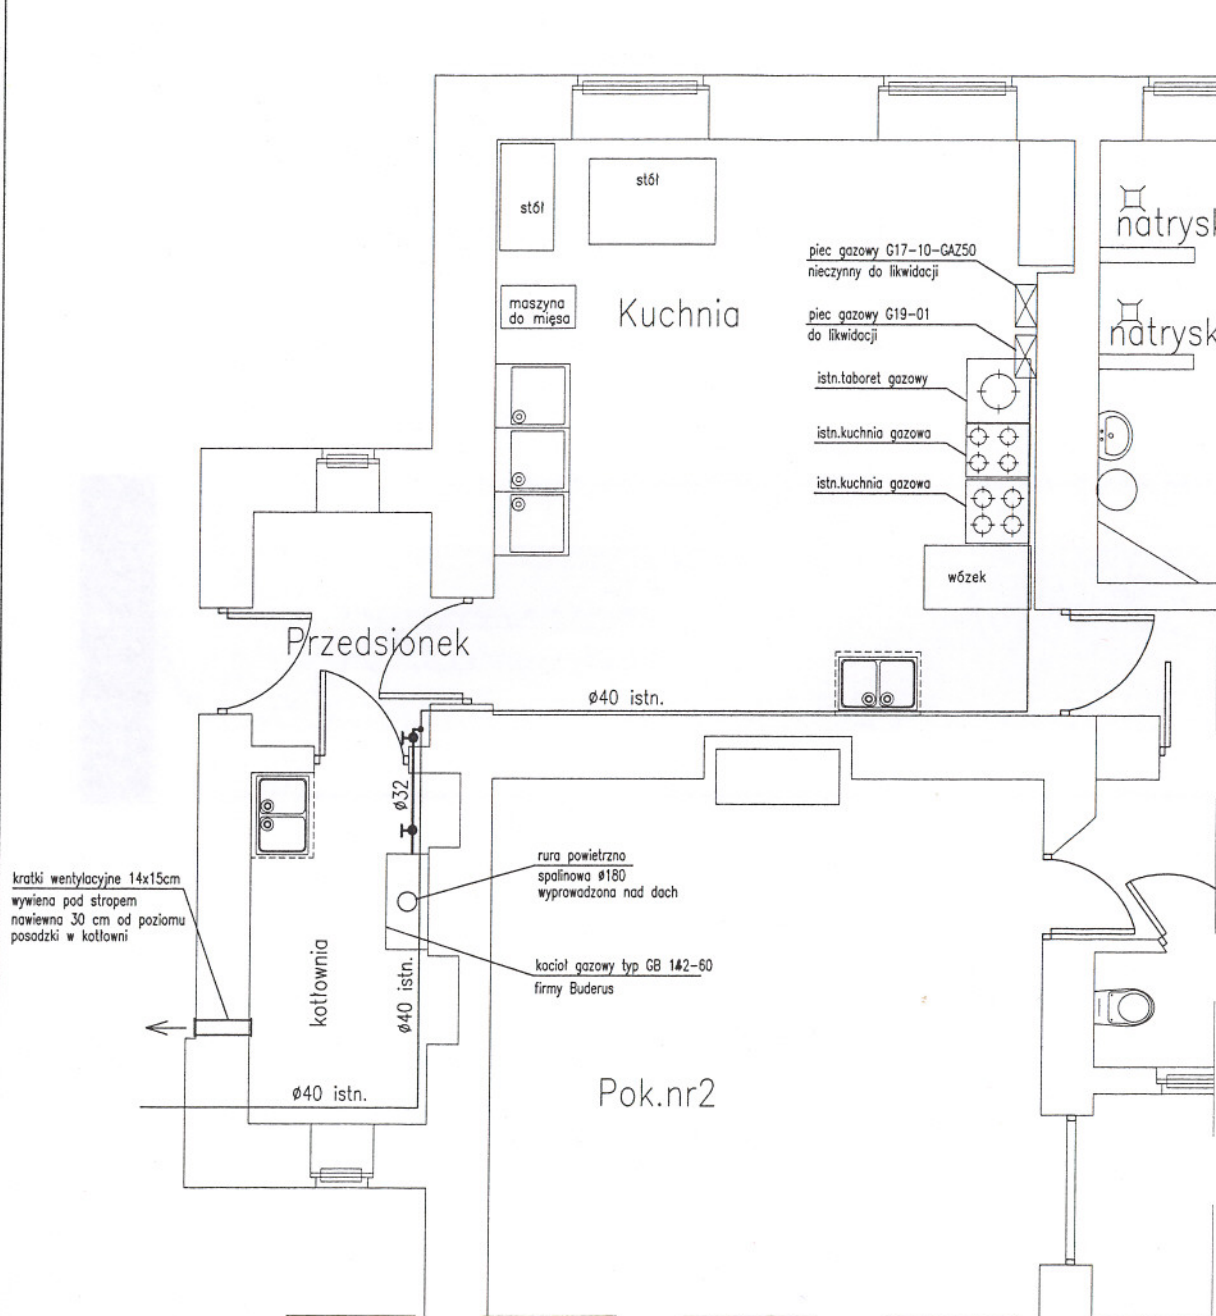 stół
stół
natrysk
piec gazowy G17-10-GAZ50
nieczynny do likwidacji
maszyna
do mięsa
Kuchnia
piec gazowy G19-01
do likwidacji
natrysk
istn.taboret gazowy
istn.kuchnia gazowa
istn.kuchnia gazowa
wózek
Przedsionek
ø40 istn.
ø32
rura powietrzno
spalinowa ø180
wyprowadzona nad dach
kratki wentylacyjne 14x15cm
wywiena pod stropem
nawiewna 30 cm od poziomu
posadzki w kotłowni
kotłownia
kocioł gazowy typ GB 142-60
firmy Buderus
ø40 istn.
ø40 istn.
Pok.nr2